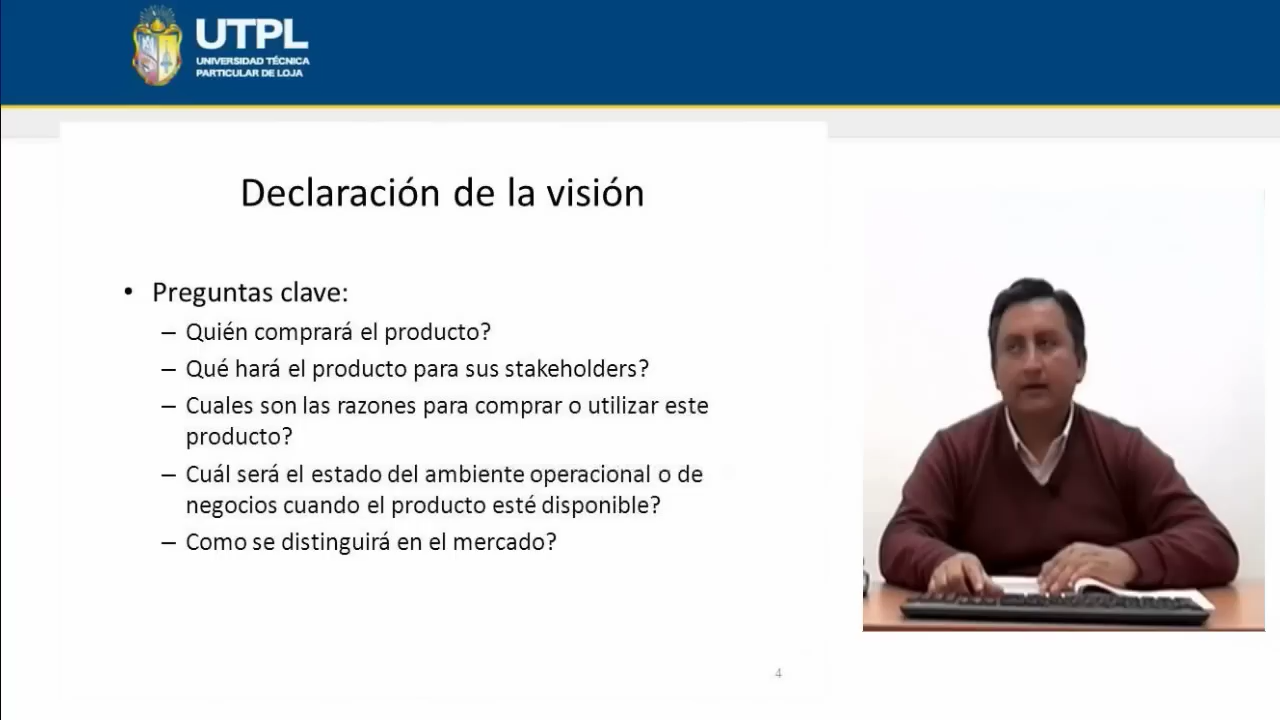 UTPL
UNIVERSIDAD TÉCNICA
PARTICULAR DE LOJA
Declaración de la visión
• Preguntas clave:
– Quién comprará el producto?
– Qué hará el producto para sus stakeholders?
– Cuales son las razones para comprar o utilizar este
producto?
– Cuál será el estado del ambiente operacional o de
negocios cuando el producto esté disponible?
– Como se distinguirá en el mercado?
4